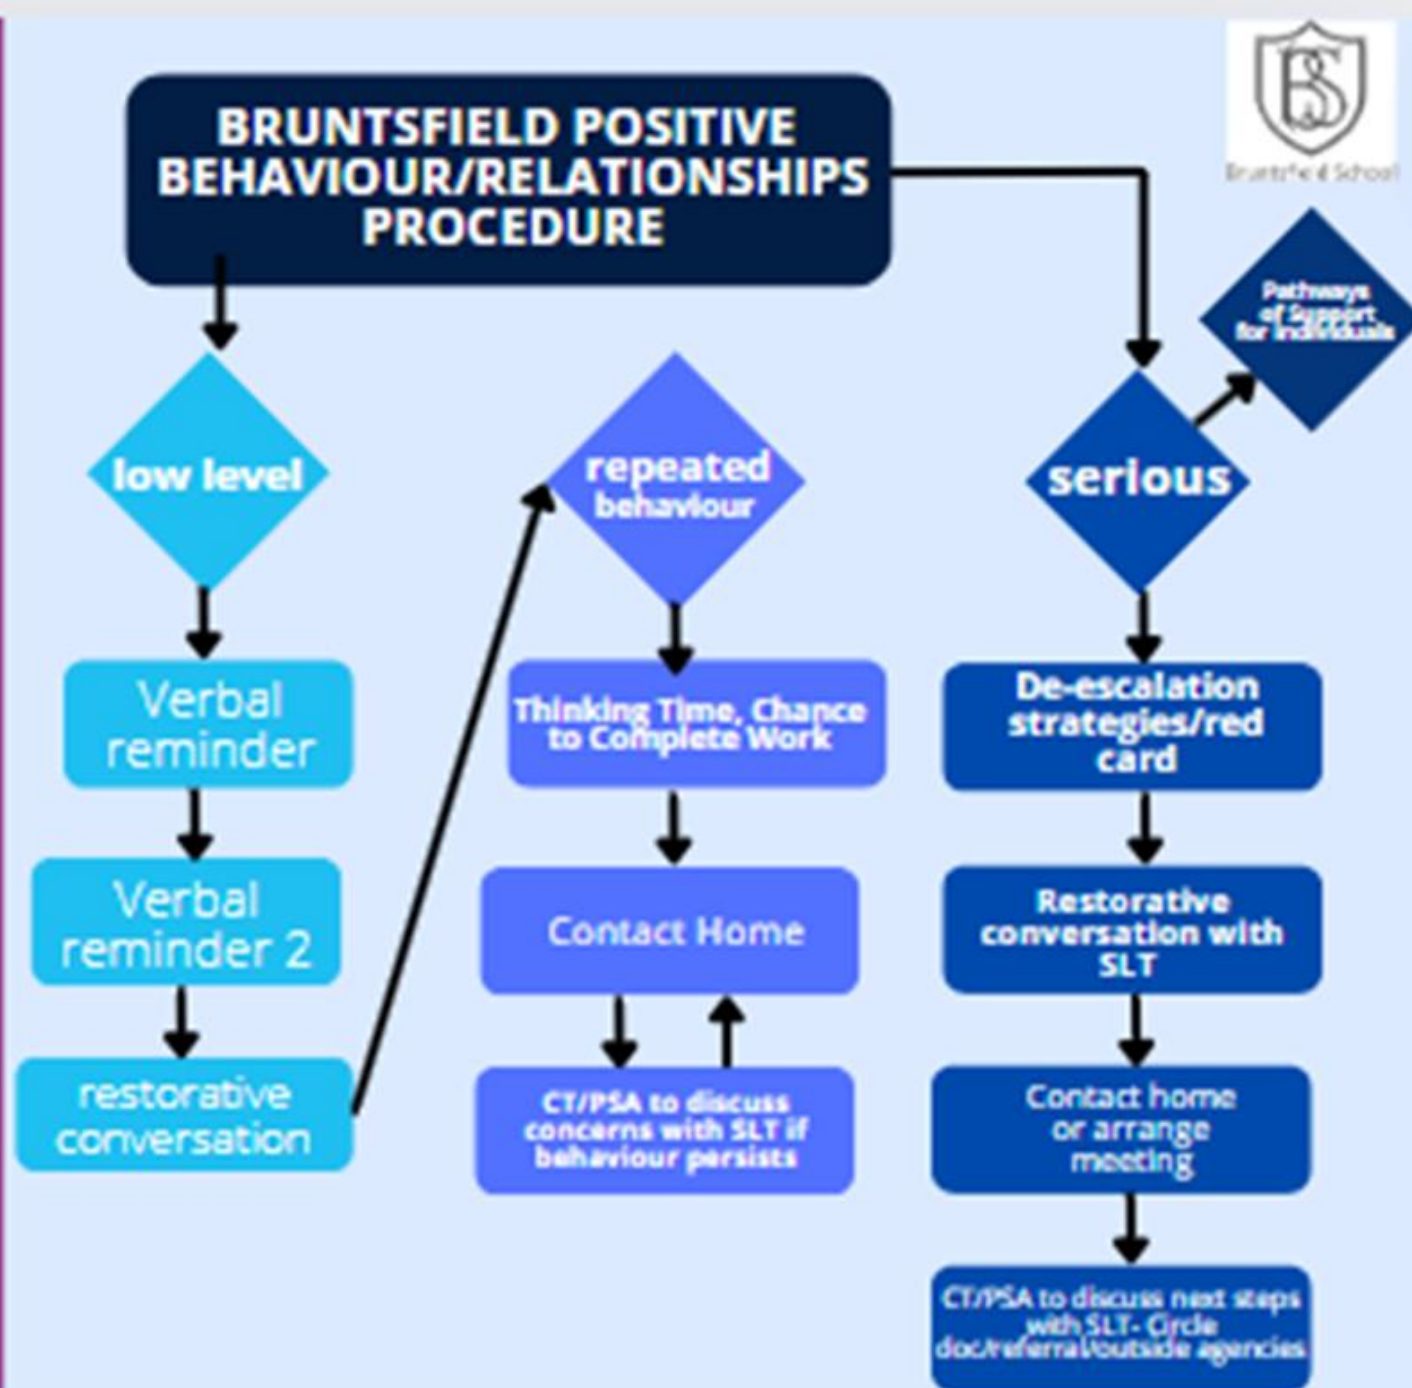 BRUNTSFIELD POSITIVE
BEHAVIOUR/RELATIONSHIPS
PROCEDURE
BS
Bruntsfield School
Pathways
of Support
for individuals
low level
repeated
behaviour
serious
Verbal
reminder
Thinking Time, Chance
to Complete Work
De-escalation
strategies/red
card
Verbal
reminder 2
Contact Home
Restorative
conversation with
SLT
restorative
conversation
CT/PSA to discuss
concerns with SLT if
behaviour persists
Contact home
or arrange
meeting
CT/PSA to discuss next steps
with SLT- Circle
doc/referral/outside agencies